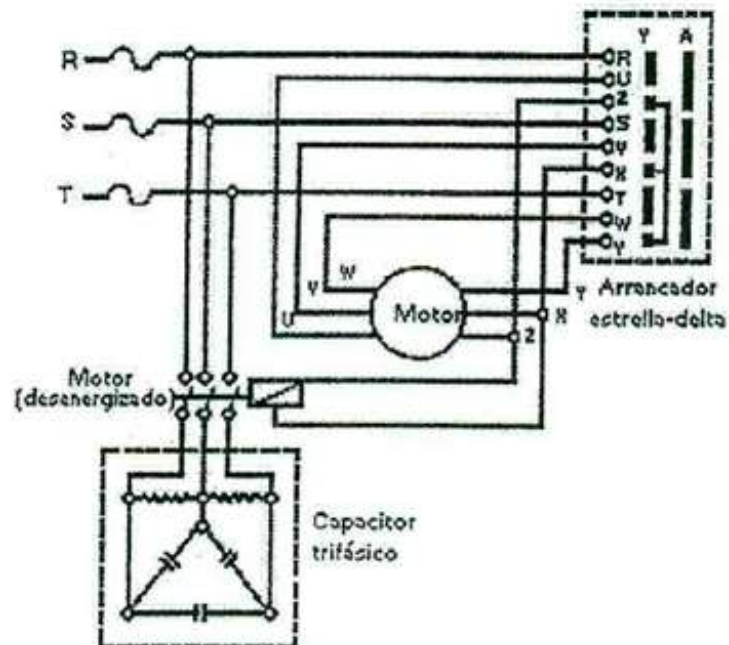 Y A
R
R
U
Z
S
S
V
X
T
T
W
Y
W
V
Motor
Y
Arrancador
U
X
estrella-delta
Z
Motor
(desenergizado)
Capacitor
trifásico